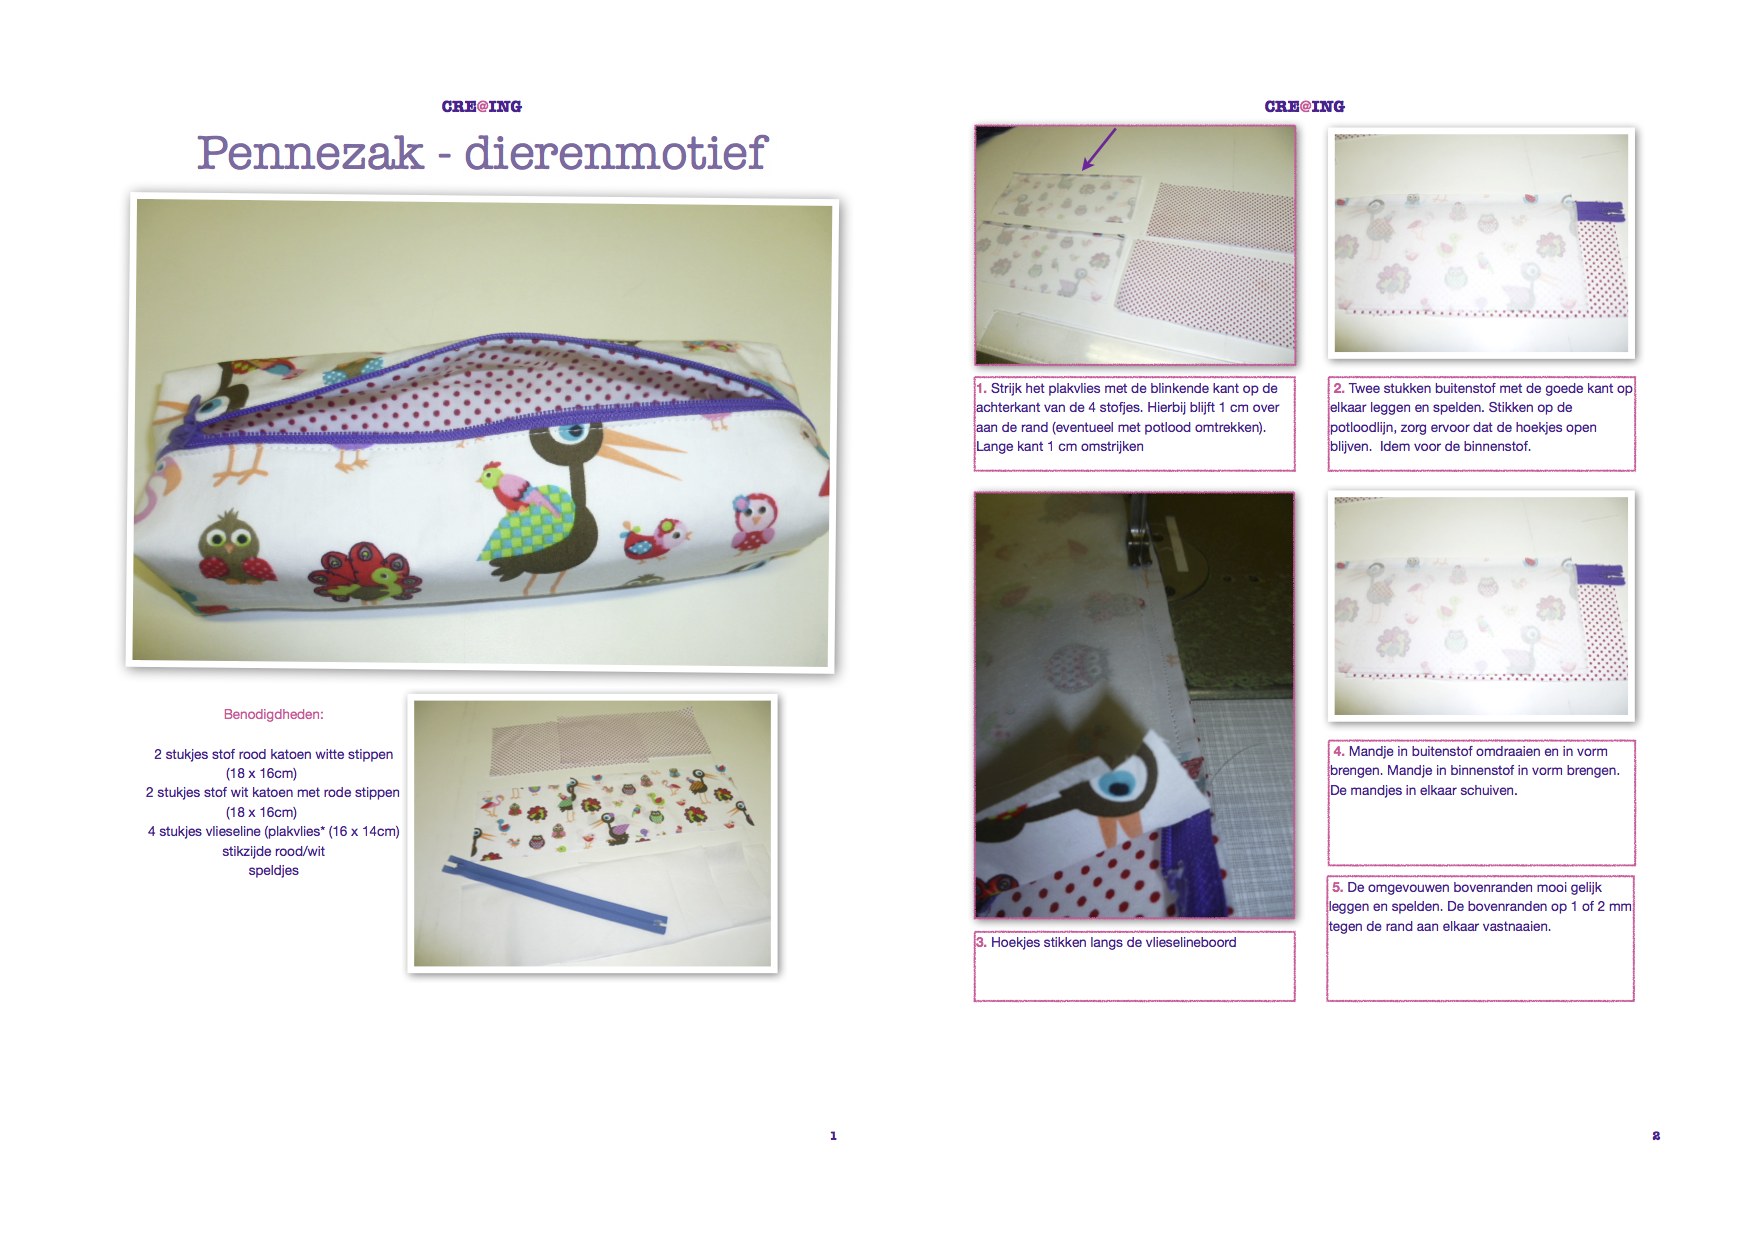 CRE@ING
Pennezak - dierenmotief
Benodigdheden:
2 stukjes stof rood katoen witte stippen
(18 x 16cm)
2 stukjes stof wit katoen met rode stippen
(18 x 16cm)
4 stukjes vlieseline (plakvlies* (16 x 14cm)
stikzijde rood/wit
speldjes
1
CRE@ING
1. Strijk het plakvlies met de blinkende kant op de
achterkant van de 4 stofjes. Hierbij blijft 1 cm over
aan de rand (eventueel met potlood omtrekken).
Lange kant 1 cm omstrijken
2. Twee stukken buitenstof met de goede kant op
elkaar leggen en spelden. Stikken op de
potloodlijn, zorg ervoor dat de hoekjes open
blijven.  Idem voor de binnenstof.
3. Hoekjes stikken langs de vlieselineboord
4. Mandje in buitenstof omdraaien en in vorm
brengen. Mandje in binnenstof in vorm brengen.
De mandjes in elkaar schuiven.
5. De omgevouwen bovenranden mooi gelijk
leggen en spelden. De bovenranden op 1 of 2 mm
tegen de rand aan elkaar vastnaaien.
2